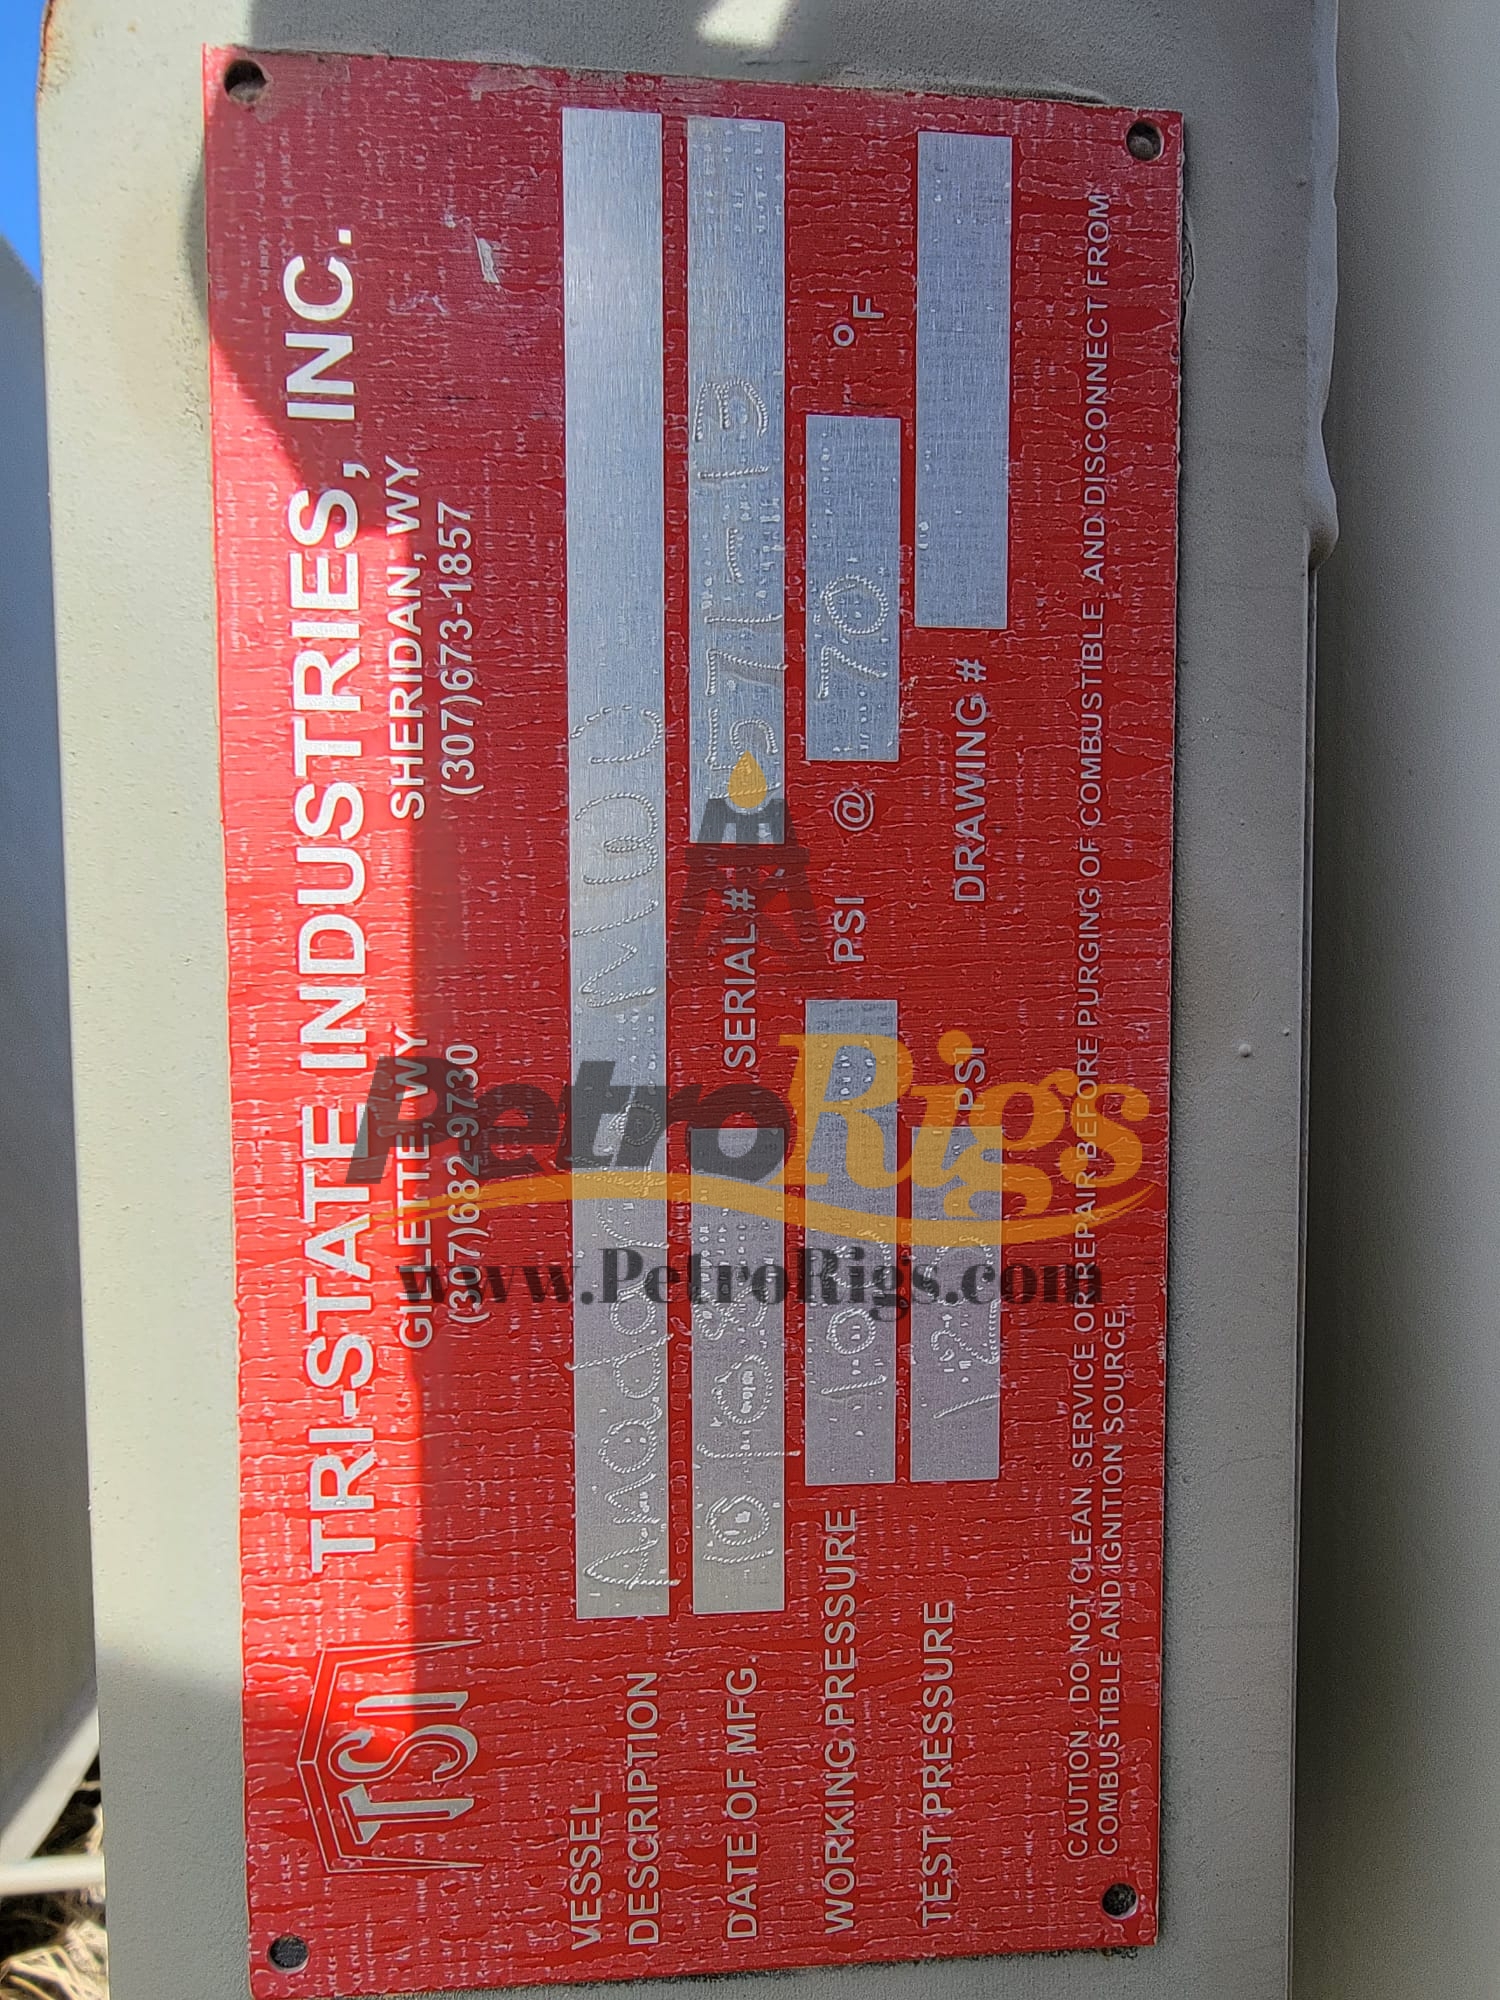 TSI
TRI-STATE INDUSTRIES, INC.
GILLETTE, WY SHERIDAN, WY
(307)682-9730 (307)673-1857
VESSEL
DESCRIPTION
DATE OF MFG. SERIAL #
WORKING PRESSURE PSI @ 70 °F
TEST PRESSURE PSI DRAWING #
CAUTION DO NOT CLEAN, SERVICE OR REPAIR BEFORE PURGING OF COMBUSTIBLE AND DISCONNECT FROM
COMBUSTIBLE AND IGNITION SOURCE
PetroRigs
www.PetroRigs.com